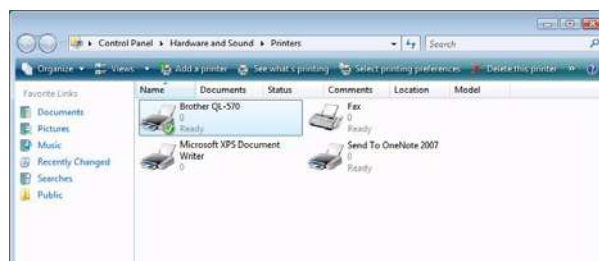 Control Panel ▸ Hardware and Sound ▸ Printers
Search
Organize Views Add a printer See what's printing Select printing preferences Delete this printer »
Favorite Links
Documents
Pictures
Music
Recently Changed
Searches
Public
Name Documents Status Comments Location Model
Brother QL-570
0
Ready
Fax
0
Ready
Microsoft XPS Document
Writer
0
Send To OneNote 2007
0
Ready